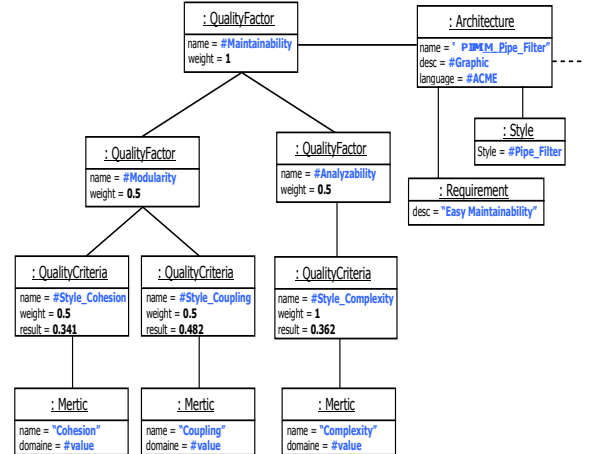 : QualityFactor
name = #Maintainability
weight = 1
: Architecture
name = "Pipe_Filter"
desc = #Graphic
language = #ACME
: Style
Style = #Pipe_Filter
: Requirement
desc = "Easy Maintainability"
: QualityFactor
name = #Modularity
weight = 0.5
: QualityFactor
name = #Analyzability
weight = 0.5
: QualityCriteria
name = #Style_Cohesion
weight = 0.5
result = 0.341
: QualityCriteria
name = #Style_Coupling
weight = 0.5
result = 0.482
: QualityCriteria
name = #Style_Complexity
weight = 1
result = 0.362
: Mertic
name = "Cohesion"
domaine = #value
: Mertic
name = "Coupling"
domaine = #value
: Mertic
name = "Complexity"
domaine = #value